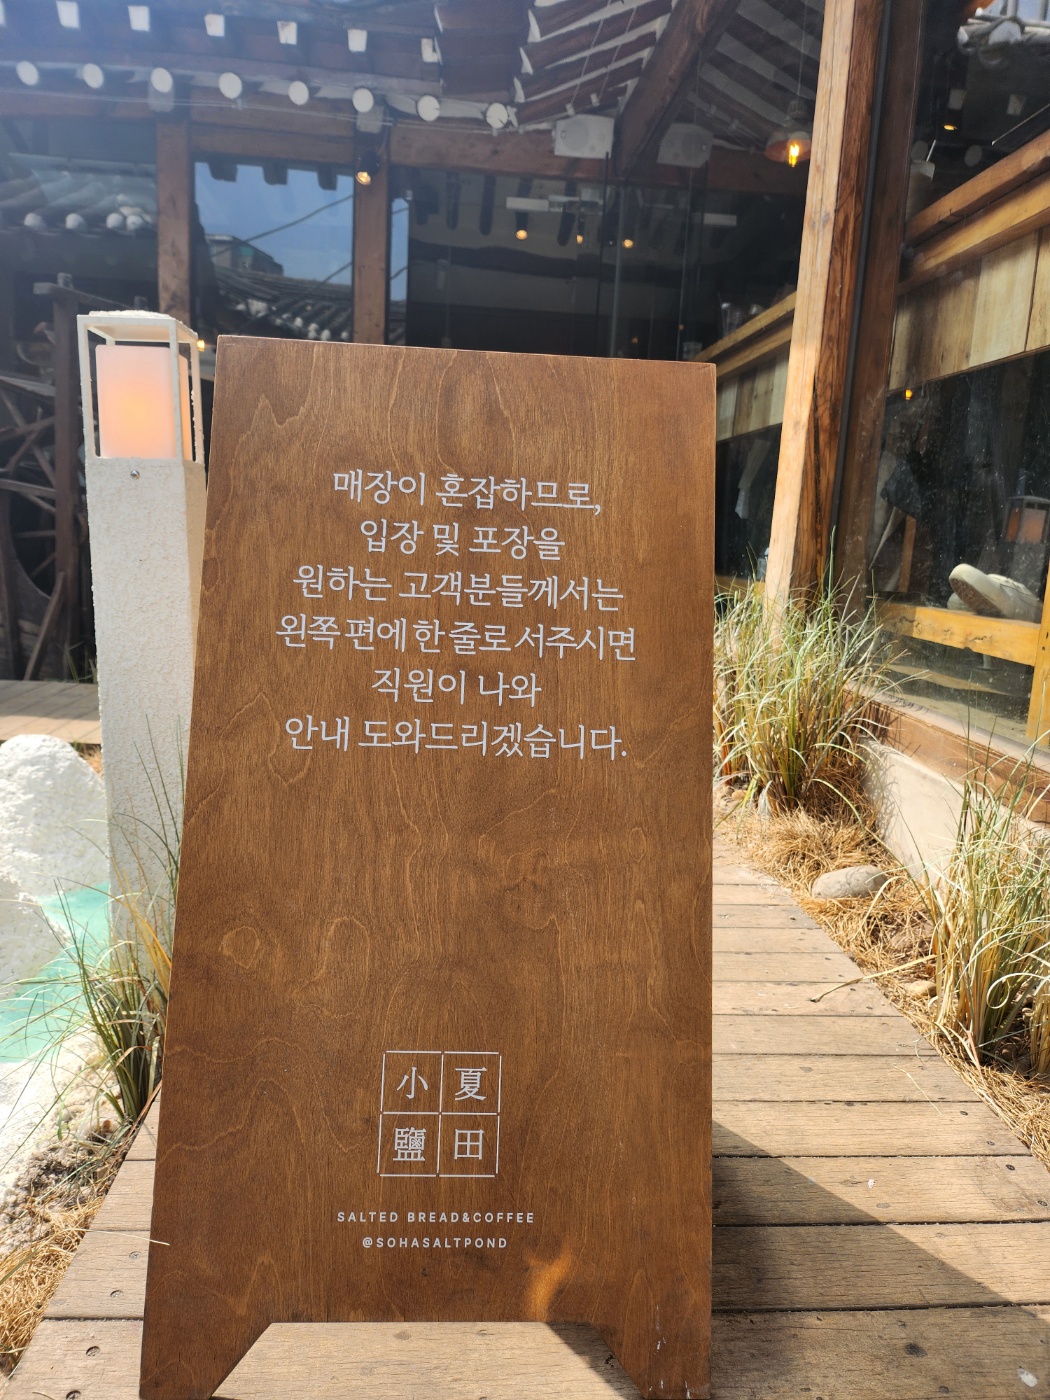 매장이 혼잡하므로,
입장 및 포장을
원하는 고객분들께서는
왼쪽 편에 한 줄로 서주시면
직원이 나와
안내 도와드리겠습니다.
小夏
鹽田
SALTED BREAD&COFFEE
@SOHASALTPOND